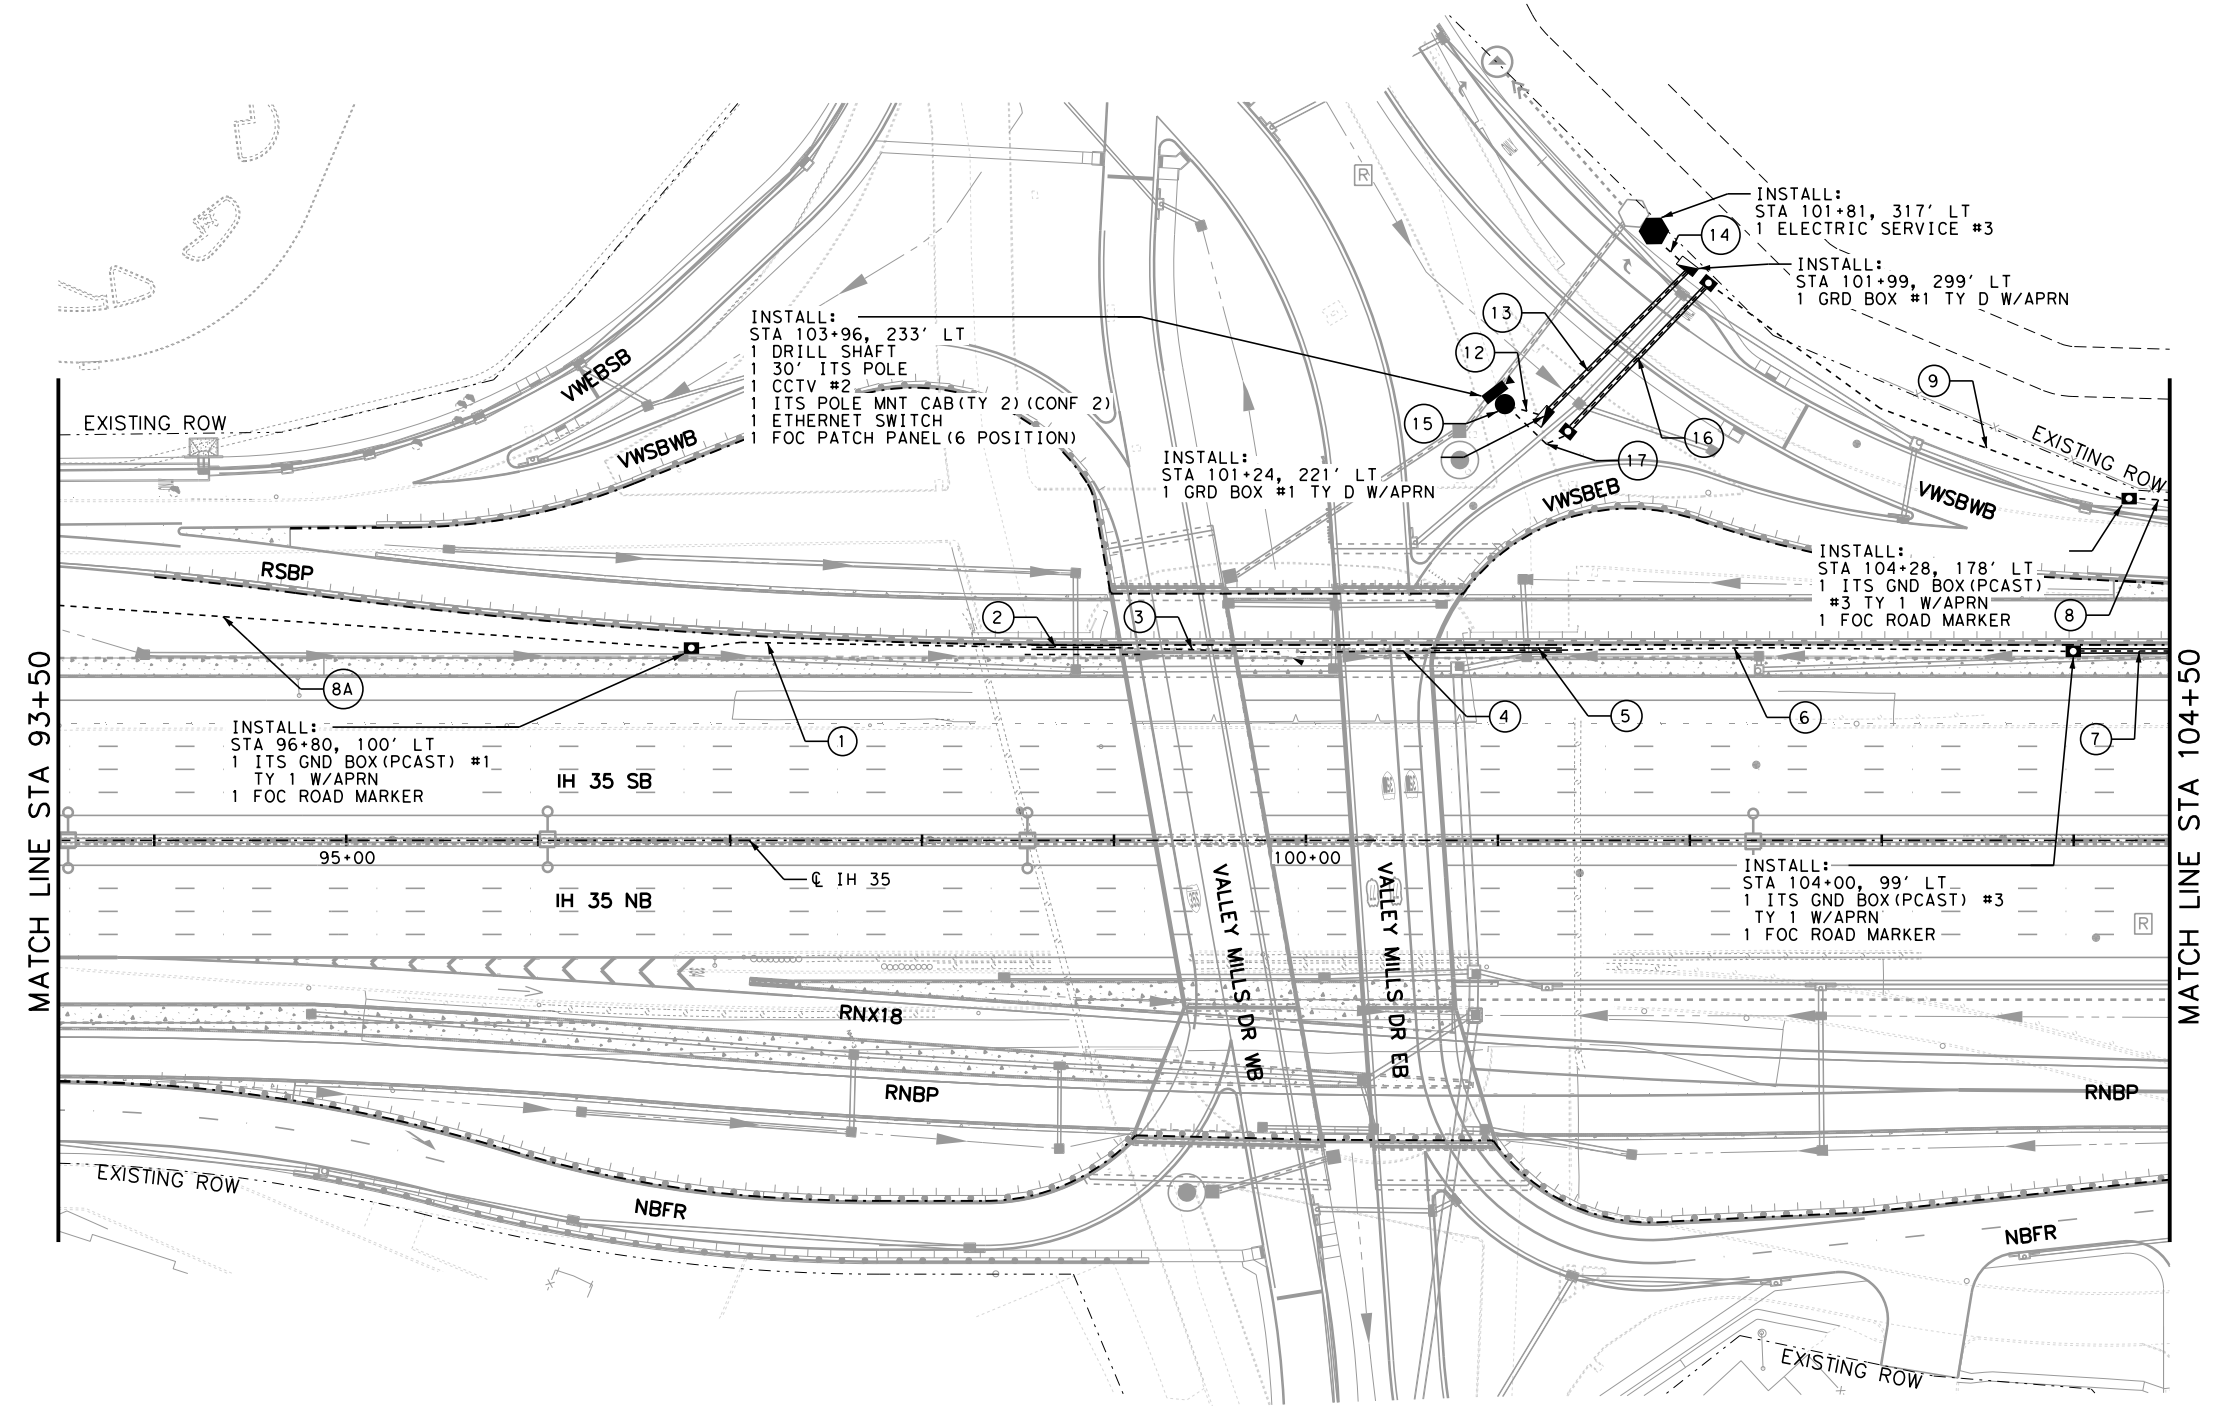 INSTALL:
STA 101+81, 317' LT
1 ELECTRIC SERVICE #3
14
INSTALL:
STA 101+99, 299' LT
1 GRD BOX #1 TY D W/APRN
R
INSTALL:
STA 103+96, 233' LT
1 DRILL SHAFT
1 30' ITS POLE
1 CCTV #2
1 ITS POLE MNT CAB(TY 2)(CONF 2)
1 ETHERNET SWITCH
1 FOC PATCH PANEL(6 POSITION)
13
12
15
16
17
9
VWEBSB
EXISTING ROW
VWSBWB
INSTALL:
STA 101+24, 221' LT
1 GRD BOX #1 TY D W/APRN
VWSBEB
EXISTING ROW
VWSBWB
INSTALL:
STA 104+28, 178' LT
1 ITS GND BOX(PCAST)
#3 TY 1 W/APRN
1 FOC ROAD MARKER
8
RSBP
2
3
8A
4
5
6
7
MATCH LINE STA 93+50
MATCH LINE STA 104+50
INSTALL:
STA 96+80, 100' LT
1 ITS GND BOX(PCAST) #1
TY 1 W/APRN
1 FOC ROAD MARKER
1
IH 35 SB
95+00
100+00
℄ IH 35
IH 35 NB
VALLEY MILLS DR WB
VALLEY MILLS DR EB
INSTALL:
STA 104+00, 99' LT
1 ITS GND BOX(PCAST) #3
TY 1 W/APRN
1 FOC ROAD MARKER
R
RNX18
RNBP
RNBP
EXISTING ROW
NBFR
NBFR
EXISTING ROW